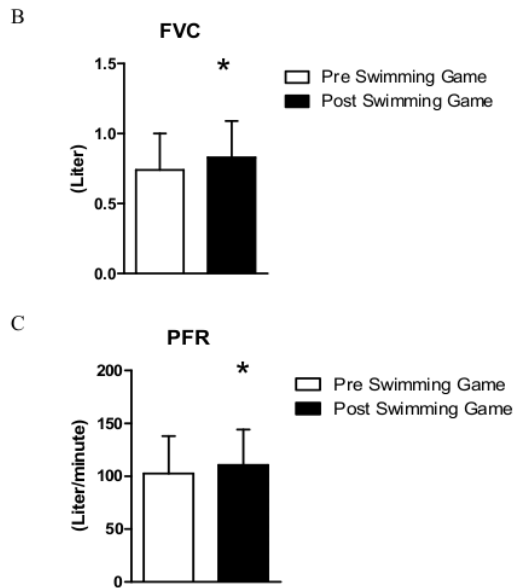 B
FVC
1.5
1.0
0.5
0.0
(Liter)
*
Pre Swimming Game
Post Swimming Game
C
PFR
200
150
100
50
0
(Liter/minute)
*
Pre Swimming Game
Post Swimming Game